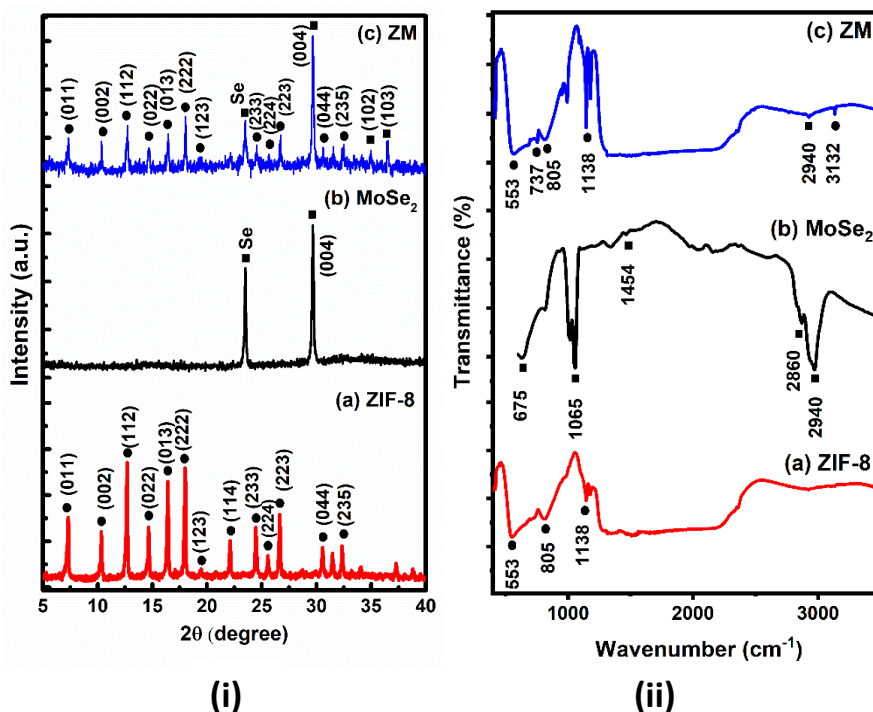 (c) ZM
(011)
(002)
(112)
(022)
(013)
(222)
(123)
Se
(233)
(224)
(223)
(004)
(044)
(235)
(102)
(103)
(b) MoSe₂
Se
(004)
(a) ZIF-8
(011)
(002)
(112)
(022)
(013)
(222)
(123)
(114)
(233)
(224)
(223)
(044)
(235)
Intensity (a.u.)
5 10 15 20 25 30 35 40
2θ (degree)
(i)
(c) ZM
553
737
805
1138
2940
3132
(b) MoSe₂
675
1065
1454
2860
2940
(a) ZIF-8
553
805
1138
Transmittance (%)
1000 2000 3000
Wavenumber (cm⁻¹)
(ii)